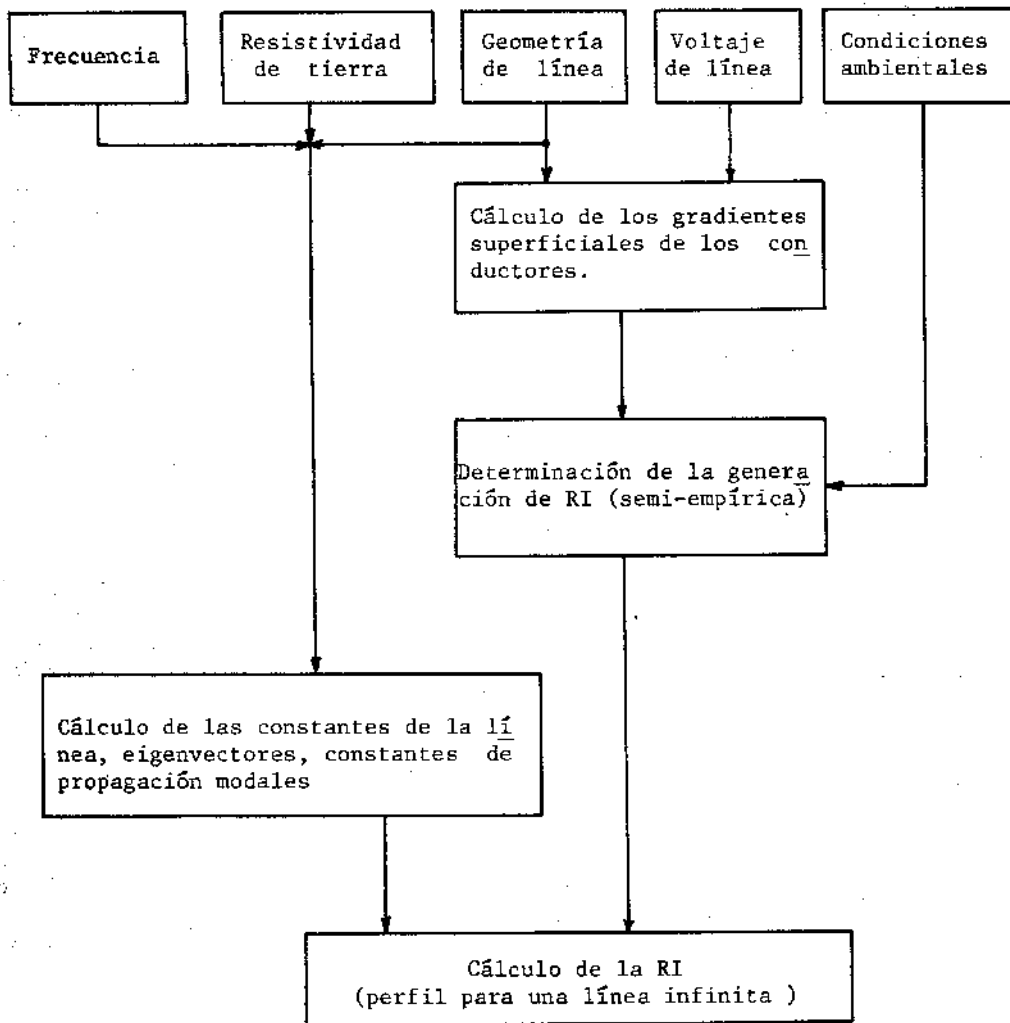 Frecuencia
Resistividad
de tierra
Geometría
de línea
Voltaje
de línea
Condiciones
ambientales
Cálculo de los gradientes
superficiales de los con
ductores.
Determinación de la genera
ción de RI (semi-empírica)
Cálculo de las constantes de la lí
nea, eigenvectores, constantes de
propagación modales
Cálculo de la RI
(perfil para una línea infinita )